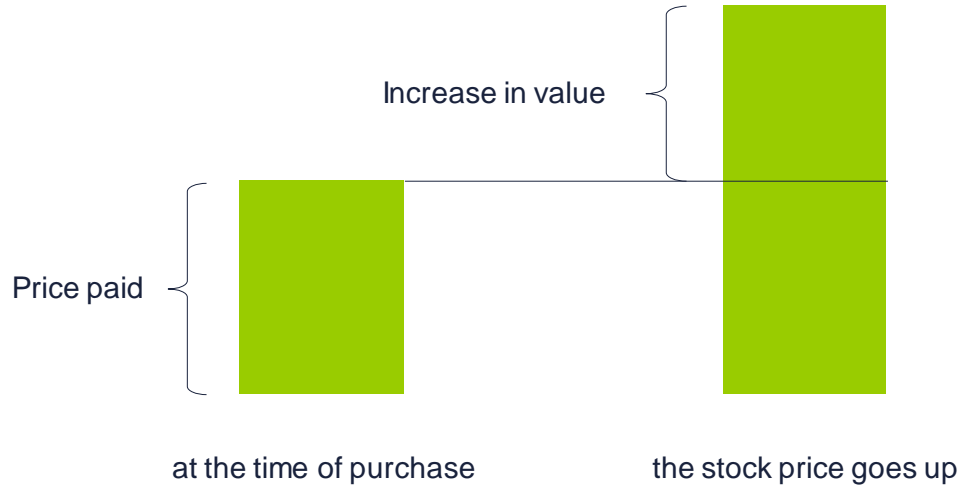 Increase in value
Price paid
at the time of purchase
the stock price goes up